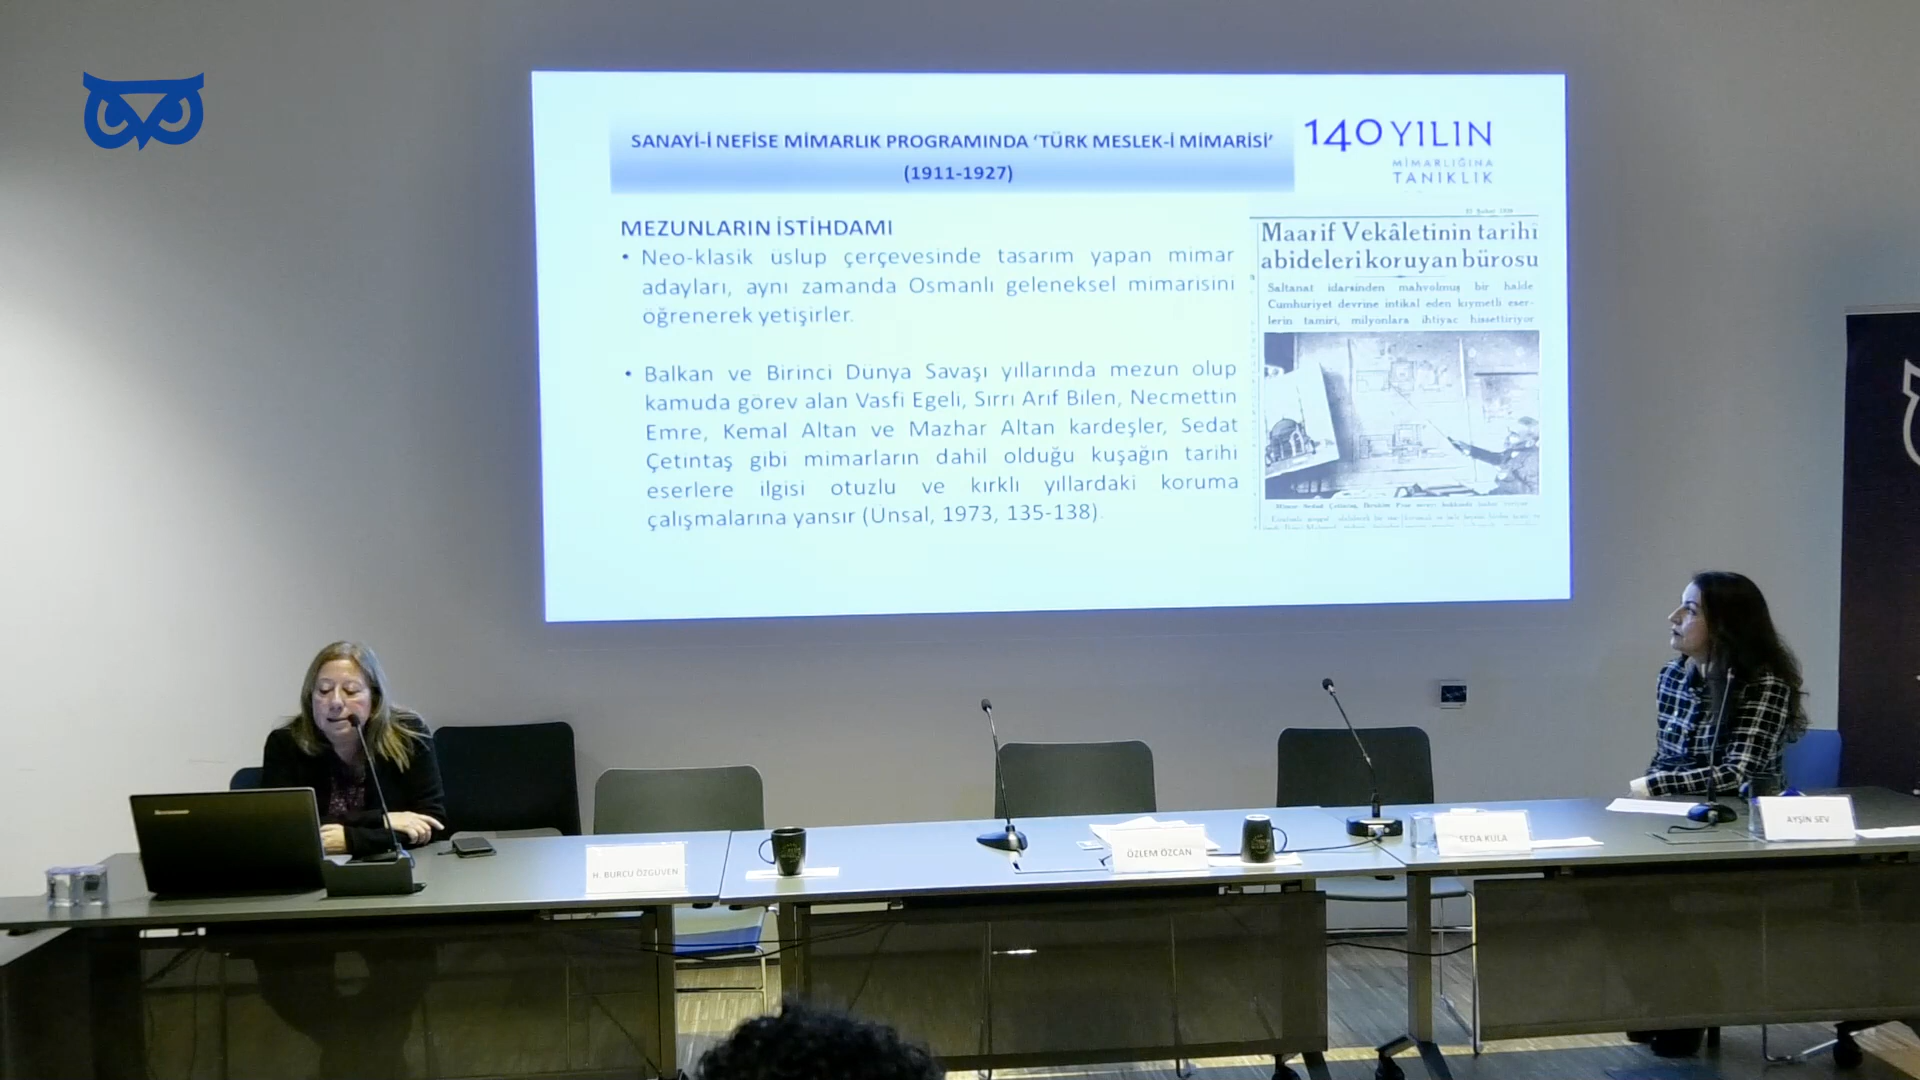 SANAYİ-İ NEFİSE MİMARLIK PROGRAMINDA ‘TÜRK MESLEK-İ MİMARİSİ’
(1911-1927)
140 YILIN
MİMARLIĞINA
TANIKLIK
MEZUNLARIN İSTİHDAMI
• Neo-klasik üslup çerçevesinde tasarım yapan mimar
adayları, aynı zamanda Osmanlı geleneksel mimarisini
öğrenerek yetişirler.
• Balkan ve Birinci Dünya Savaşı yıllarında mezun olup
kamuda görev alan Vasfi Egeli, Sırrı Arif Bilen, Necmettin
Emre, Kemal Altan ve Mazhar Altan kardeşler, Sedat
Çetintaş gibi mimarların dahil olduğu kuşağın tarihi
eserlere ilgisi otuzlu ve kırklı yıllardaki koruma
çalışmalarına yansır (Ünsal, 1973, 135-138).
Maarif Vekâletinin tarihî
abideleri koruyan bürosu
Saltanat idaresinden mahvolmuş bir halde
Cumhuriyet devrine intikal eden kıymetli eser-
lerin tamiri, milyonlara ihtiyac hissettiriyor
H. BURCU ÖZGÜVEN
ÖZLEM ÖZCAN
SEDA KULA
AYŞİN SEV